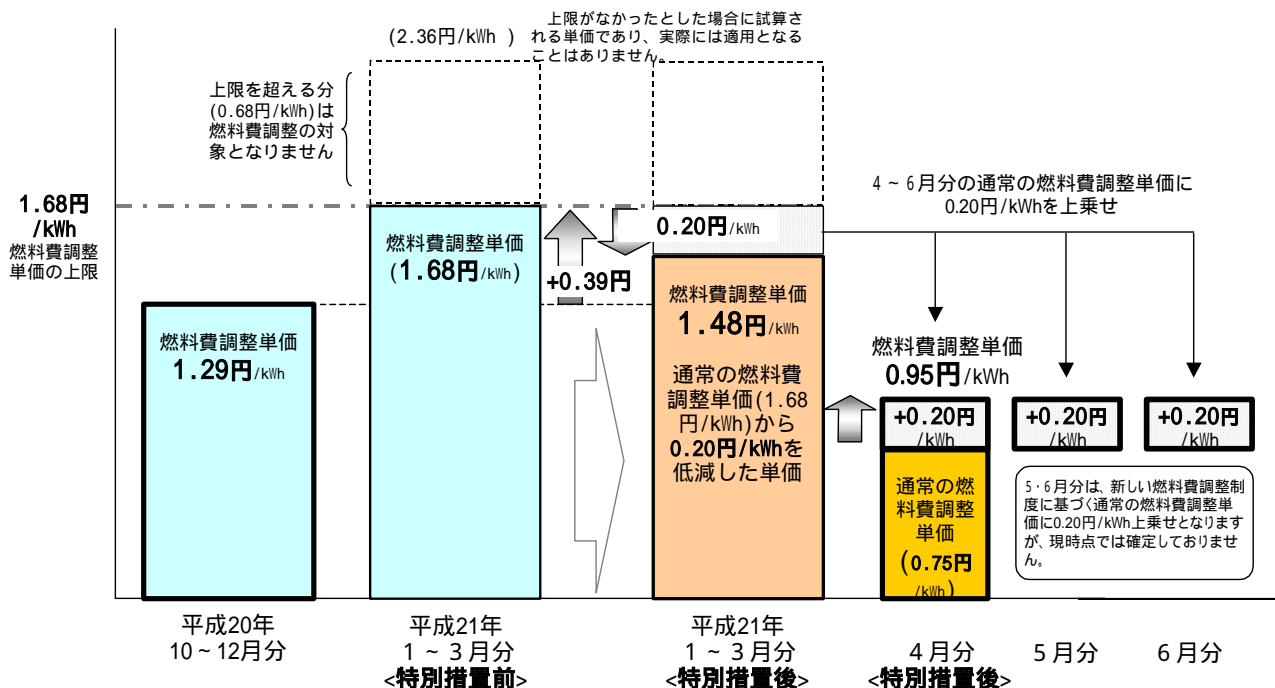 (2.36円/kWh )
上限がなかったとした場合に試算さ
れる単価であり、実際には適用となる
ことはありません。
上限を超える分
(0.68円/kWh)は
燃料費調整の対
象となりません
1.68円
/kWh
燃料費調整
単価の上限
4 ~ 6月分の通常の燃料費調整単価に
0.20円/kWhを上乗せ
燃料費調整単価
(1.68円/kWh)
+0.39円
0.20円/kWh
燃料費調整単価
1.29円/kWh
燃料費調整単価
1.48円/kWh
通常の燃料費
調整単価(1.68
円/kWh)から
0.20円/kWhを
低減した単価
燃料費調整単価
0.95円/kWh
+0.20円
/kWh
+0.20円
/kWh
+0.20円
/kWh
通常の燃
料費調整
単価
(0.75円
/kWh)
5・6月分は、新しい燃料費調整制
度に基づく通常の燃料費調整単
価に0.20円/kWh上乗せとなります
が、現時点では確定しておりませ
ん。
平成20年
10~12月分
平成21年
1 ~ 3月分
<特別措置前>
平成21年
1 ~ 3月分
<特別措置後>
4月分
<特別措置後>
5月分
6月分